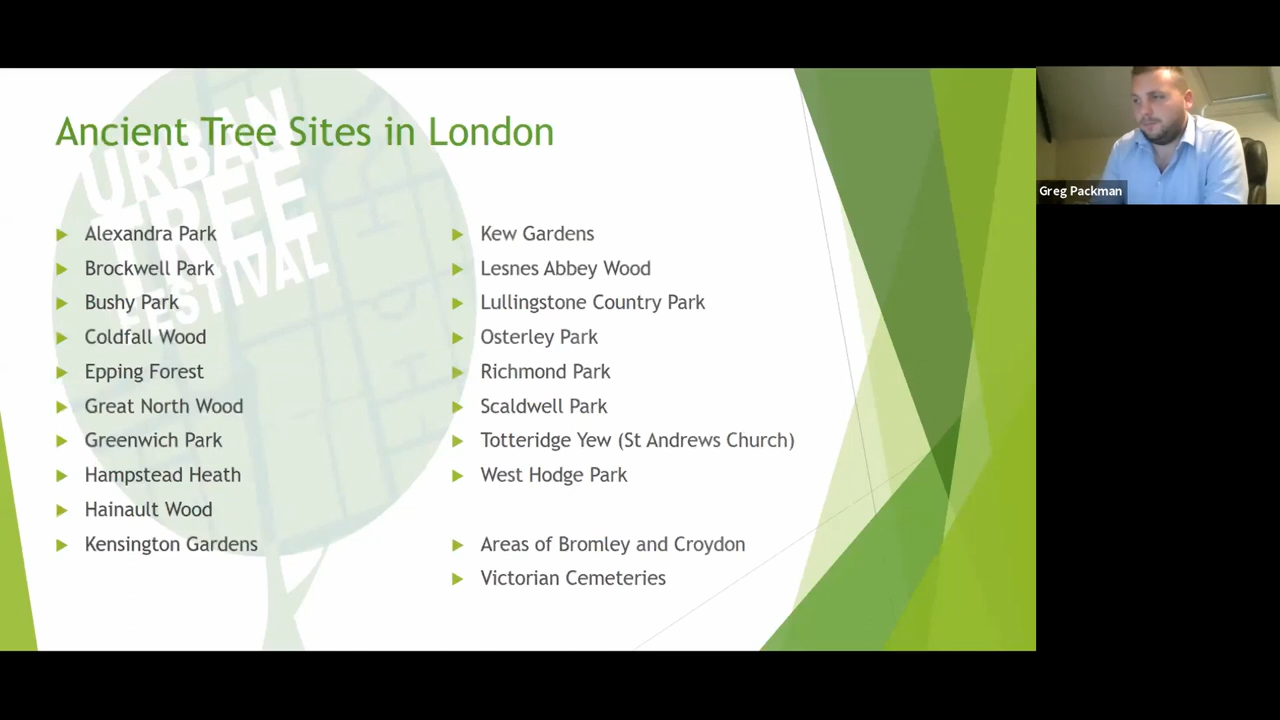 Ancient Tree Sites in London
URBAN
TREE
FESTIVAL
Alexandra Park
Brockwell Park
Bushy Park
Coldfall Wood
Epping Forest
Great North Wood
Greenwich Park
Hampstead Heath
Hainault Wood
Kensington Gardens
Kew Gardens
Lesnes Abbey Wood
Lullingstone Country Park
Osterley Park
Richmond Park
Scaldwell Park
Totteridge Yew (St Andrews Church)
West Hodge Park
Areas of Bromley and Croydon
Victorian Cemeteries
Greg Packman